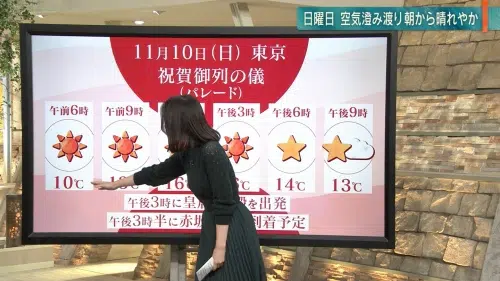 日曜日 空気澄み渡り朝から晴れやか
11月10日(日) 東京
祝賀御列の儀
(パレード)
午前6時 午前9時 午後3時 午後6時 午後9時
10℃ 16 ℃ 14℃ 13℃
午後3時に皇 を出発
午後3時半に赤坂 到着予定